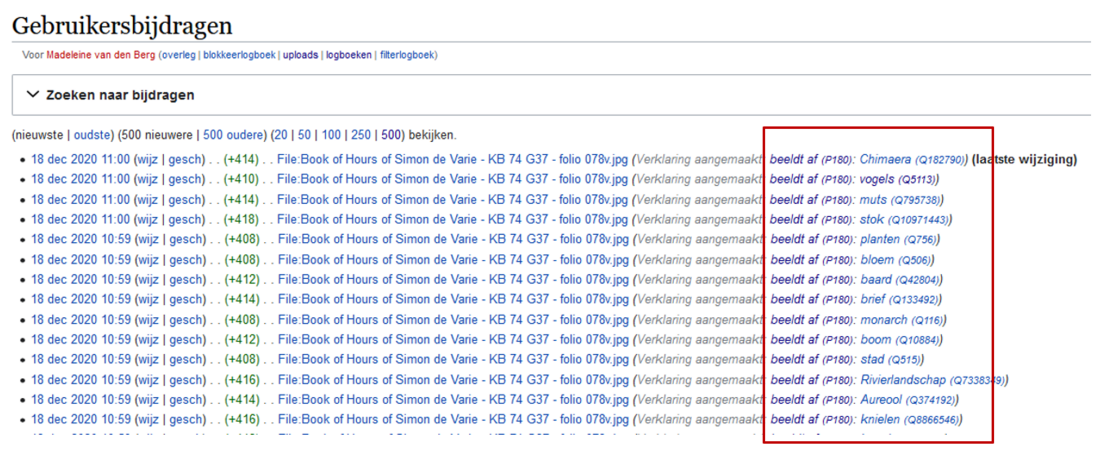 Gebruikersbijdragen
Voor Madeleine van den Berg (overleg | blokkeerlogboek | uploads | logboeken | filterlogboek)
Zoeken naar bijdragen
(nieuwste | oudste) (500 nieuwere | 500 oudere) (20 | 50 | 100 | 250 | 500) bekijken.
18 dec 2020 11:00 (wijz | gesch) . . (+414) . . File:Book of Hours of Simon de Varie - KB 74 G37 - folio 078v.jpg (Verklaring aangemaakt: beeldt af (P180): Chimaera (Q182790)) (laatste wijziging)
18 dec 2020 11:00 (wijz | gesch) . . (+410) . . File:Book of Hours of Simon de Varie - KB 74 G37 - folio 078v.jpg (Verklaring aangemaakt: beeldt af (P180): vogels (Q5113))
18 dec 2020 11:00 (wijz | gesch) . . (+414) . . File:Book of Hours of Simon de Varie - KB 74 G37 - folio 078v.jpg (Verklaring aangemaakt: beeldt af (P180): muts (Q795738))
18 dec 2020 11:00 (wijz | gesch) . . (+418) . . File:Book of Hours of Simon de Varie - KB 74 G37 - folio 078v.jpg (Verklaring aangemaakt: beeldt af (P180): stok (Q10971443))
18 dec 2020 10:59 (wijz | gesch) . . (+408) . . File:Book of Hours of Simon de Varie - KB 74 G37 - folio 078v.jpg (Verklaring aangemaakt: beeldt af (P180): planten (Q756))
18 dec 2020 10:59 (wijz | gesch) . . (+408) . . File:Book of Hours of Simon de Varie - KB 74 G37 - folio 078v.jpg (Verklaring aangemaakt: beeldt af (P180): bloem (Q506))
18 dec 2020 10:59 (wijz | gesch) . . (+412) . . File:Book of Hours of Simon de Varie - KB 74 G37 - folio 078v.jpg (Verklaring aangemaakt: beeldt af (P180): baard (Q42804))
18 dec 2020 10:59 (wijz | gesch) . . (+414) . . File:Book of Hours of Simon de Varie - KB 74 G37 - folio 078v.jpg (Verklaring aangemaakt: beeldt af (P180): brief (Q133492))
18 dec 2020 10:59 (wijz | gesch) . . (+408) . . File:Book of Hours of Simon de Varie - KB 74 G37 - folio 078v.jpg (Verklaring aangemaakt: beeldt af (P180): monarch (Q116))
18 dec 2020 10:59 (wijz | gesch) . . (+412) . . File:Book of Hours of Simon de Varie - KB 74 G37 - folio 078v.jpg (Verklaring aangemaakt: beeldt af (P180): boom (Q10884))
18 dec 2020 10:59 (wijz | gesch) . . (+408) . . File:Book of Hours of Simon de Varie - KB 74 G37 - folio 078v.jpg (Verklaring aangemaakt: beeldt af (P180): stad (Q515))
18 dec 2020 10:59 (wijz | gesch) . . (+416) . . File:Book of Hours of Simon de Varie - KB 74 G37 - folio 078v.jpg (Verklaring aangemaakt: beeldt af (P180): Rivierlandschap (Q7338349))
18 dec 2020 10:59 (wijz | gesch) . . (+414) . . File:Book of Hours of Simon de Varie - KB 74 G37 - folio 078v.jpg (Verklaring aangemaakt: beeldt af (P180): Aureool (Q374192))
18 dec 2020 10:59 (wijz | gesch) . . (+416) . . File:Book of Hours of Simon de Varie - KB 74 G37 - folio 078v.jpg (Verklaring aangemaakt: beeldt af (P180): knielen (Q8866546))